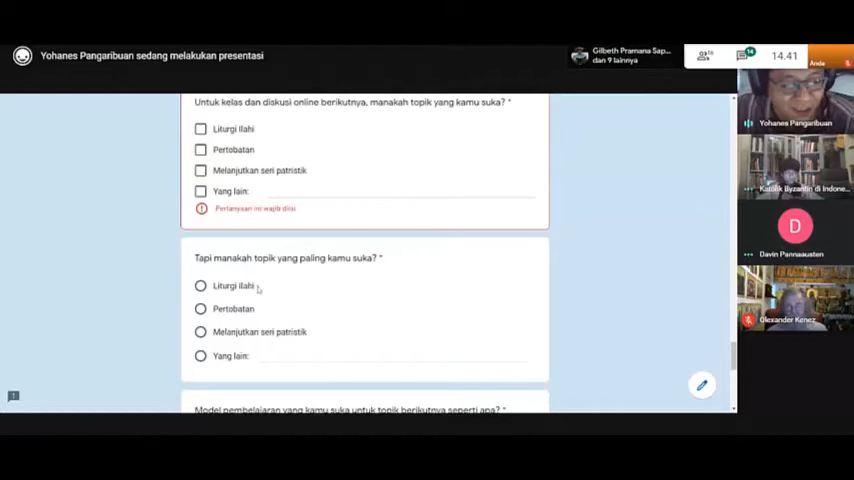 Yohanes Pangaribuan sedang melakukan presentasi
Gilbeth Pramana Sap...
dan 9 lainnya
16
14
14.41
Anda
Untuk kelas dan diskusi online berikutnya, manakah topik yang kamu suka? *
Liturgi Ilahi
Pertobatan
Melanjutkan seri patristik
Yang lain:
Pertanyaan ini wajib diisi
Tapi manakah topik yang paling kamu suka? *
Liturgi Ilahi
Pertobatan
Melanjutkan seri patristik
Yang lain:
Model pembelajaran yang kamu suka untuk topik berikutnya seperti apa? *
Yohanes Pangaribuan
Katolik Byzantin di Indone...
D
Davin Pannaausten
Olexander Kenez